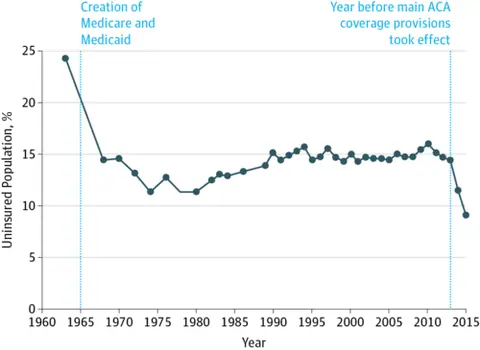 Creation of
Medicare and
Medicaid
Year before main ACA
coverage provisions
took effect
25
20
15
10
5
0
Uninsured Population, %
1960 1965 1970 1975 1980 1985 1990 1995 2000 2005 2010 2015
Year